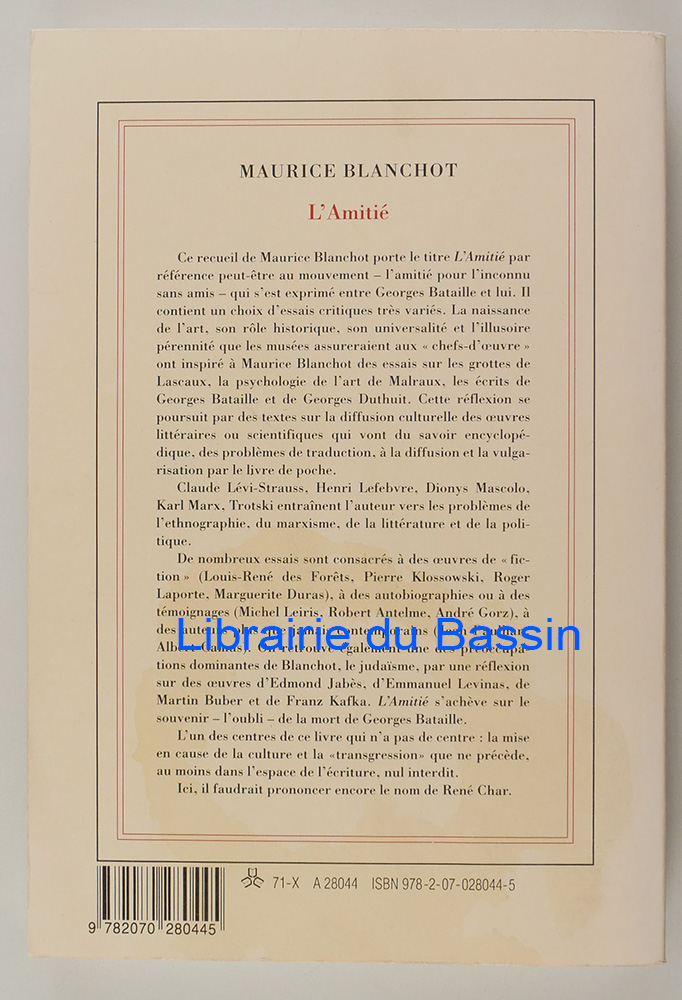 MAURICE BLANCHOT
L'Amitié
Ce recueil de Maurice Blanchot porte le titre L'Amitié par
référence peut-être au mouvement – l'amitié pour l'inconnu
sans amis – qui s'est exprimé entre Georges Bataille et lui. Il
contient un choix d'essais critiques très variés. La naissance
de l'art, son rôle historique, son universalité et l'illusoire
pérennité que les musées assureraient aux « chefs-d'œuvre »
ont inspiré à Maurice Blanchot des essais sur les grottes de
Lascaux, la psychologie de l'art de Malraux, les écrits de
Georges Bataille et de Georges Duthuit. Cette réflexion se
poursuit par des textes sur la diffusion culturelle des œuvres
littéraires ou scientifiques qui vont du savoir encyclopé-
dique, des problèmes de traduction, à la diffusion et la vulga-
risation par le livre de poche.
Claude Lévi-Strauss, Henri Lefebvre, Dionys Mascolo,
Karl Marx, Trotski entraînent l'auteur vers les problèmes de
l'ethnographie, du marxisme, de la littérature et de la poli-
tique.
De nombreux essais sont consacrés à des œuvres de « fic-
tion » (Louis-René des Forêts, Pierre Klossowski, Roger
Laporte, Marguerite Duras), à des autobiographies ou à des
témoignages (Michel Leiris, Robert Antelme, André Gorz), à
des auteurs plus que jamais contemporains
Librairie du Bassin
Albert Camus). On retrouve également une des préoccupa-
tions dominantes de Blanchot, le judaïsme, par une réflexion
sur des œuvres d'Edmond Jabès, d'Emmanuel Levinas, de
Martin Buber et de Franz Kafka. L'Amitié s'achève sur le
souvenir – l'oubli – de la mort de Georges Bataille.
L'un des centres de ce livre qui n'a pas de centre : la mise
en cause de la culture et la «transgression» que ne précède,
au moins dans l'espace de l'écriture, nul interdit.
Ici, il faudrait prononcer encore le nom de René Char.
71-X A 28044 ISBN 978-2-07-028044-5
9 782070 280445